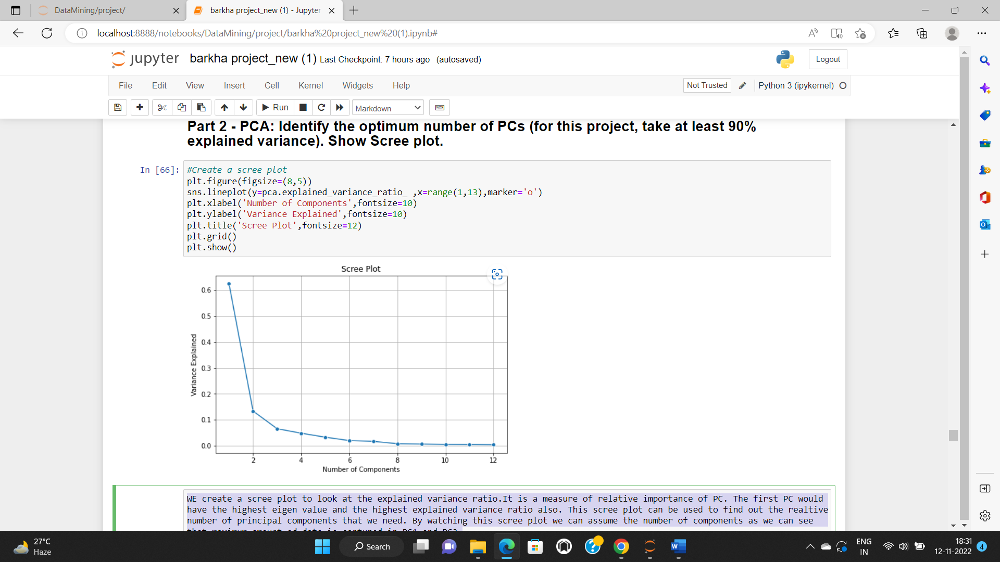 DataMining/project/
barkha project_new (1) - Jupyter
localhost:8888/notebooks/DataMining/project/barkha%20project_new%20(1).ipynb#
jupyter barkha project_new (1) Last Checkpoint: 7 hours ago (autosaved)
Logout
File Edit View Insert Cell Kernel Widgets Help
Not Trusted Python 3 (ipykernel)
Run Markdown
Part 2 - PCA: Identify the optimum number of PCs (for this project, take at least 90%
explained variance). Show Scree plot.
In [66]: #Create a scree plot
plt.figure(figsize=(8,5))
sns.lineplot(y=pca.explained_variance_ratio_ ,x=range(1,13),marker='o')
plt.xlabel('Number of Components',fontsize=10)
plt.ylabel('Variance Explained',fontsize=10)
plt.title('Scree Plot',fontsize=12)
plt.grid()
plt.show()
Scree Plot
0.6
0.5
0.4
0.3
0.2
0.1
0.0
Variance Explained
2 4 6 8 10 12
Number of Components
WE create a scree plot to look at the explained variance ratio.It is a measure of relative importance of PC. The first PC would
have the highest eigen value and the highest explained variance ratio also. This scree plot can be used to find out the realtive
number of principal components that we need. By watching this scree plot we can assume the number of components as we can see
27°C
Haze
Search
ENG
IN
18:31
12-11-2022
4